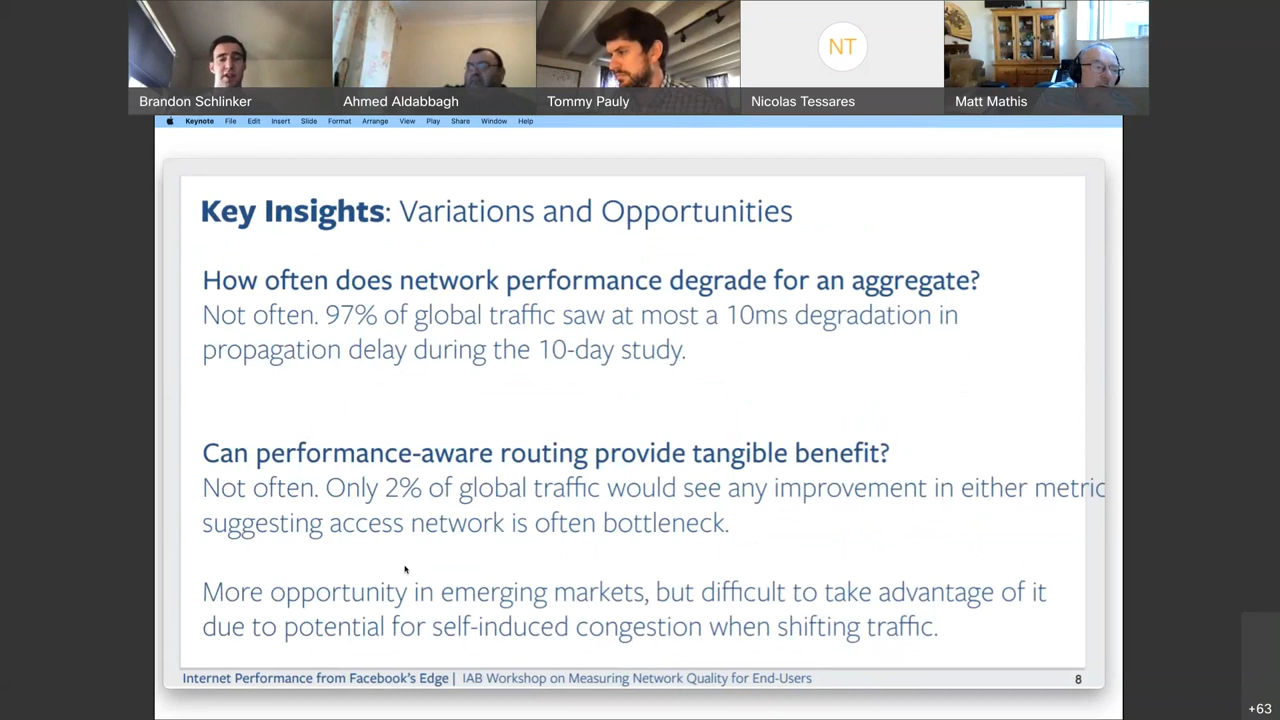 NT
Brandon Schlinker
Ahmed Aldabbagh
Tommy Pauly
Nicolas Tessares
Matt Mathis
Keynote File Edit Insert Slide Format Arrange View Play Share Window Help
Key Insights: Variations and Opportunities
How often does network performance degrade for an aggregate?
Not often. 97% of global traffic saw at most a 10ms degradation in
propagation delay during the 10-day study.
Can performance-aware routing provide tangible benefit?
Not often. Only 2% of global traffic would see any improvement in either metric
suggesting access network is often bottleneck.
More opportunity in emerging markets, but difficult to take advantage of it
due to potential for self-induced congestion when shifting traffic.
Internet Performance from Facebook's Edge | IAB Workshop on Measuring Network Quality for End-Users
8
+63